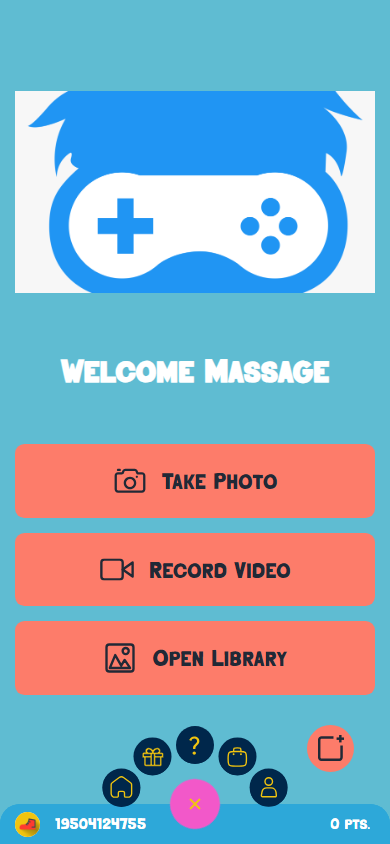 Welcome Massage
Take Photo
Record Video
Open Library
?
19504124755
0 PTS.